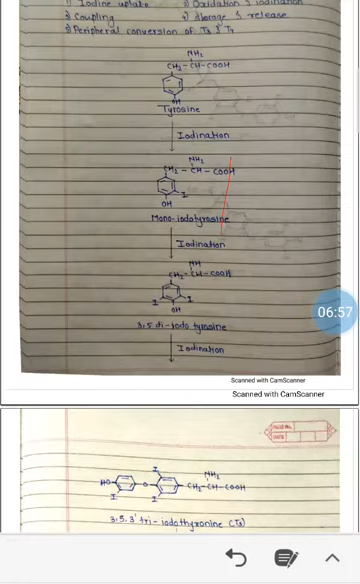 1) Iodine uptake 2) Oxidation & iodination
3) Coupling 4) storage & release
5) Peripheral conversion of T3 & T4
NH2
CH2 - CH - COOH
OH
Tyrosine
Iodination
NH2
CH2 - CH - COOH
I
OH
Mono-iodotyrosine
Iodination
NH
CH2 - CH - COOH
I I
OH
3,5 di-iodo tyrosine
Iodination
06:57
Scanned with CamScanner
Scanned with CamScanner
PAGE NO.
DATE
I NH2
HO O CH2-CH-COOH
I I
3,5,3' tri-iodothyronine (T3)